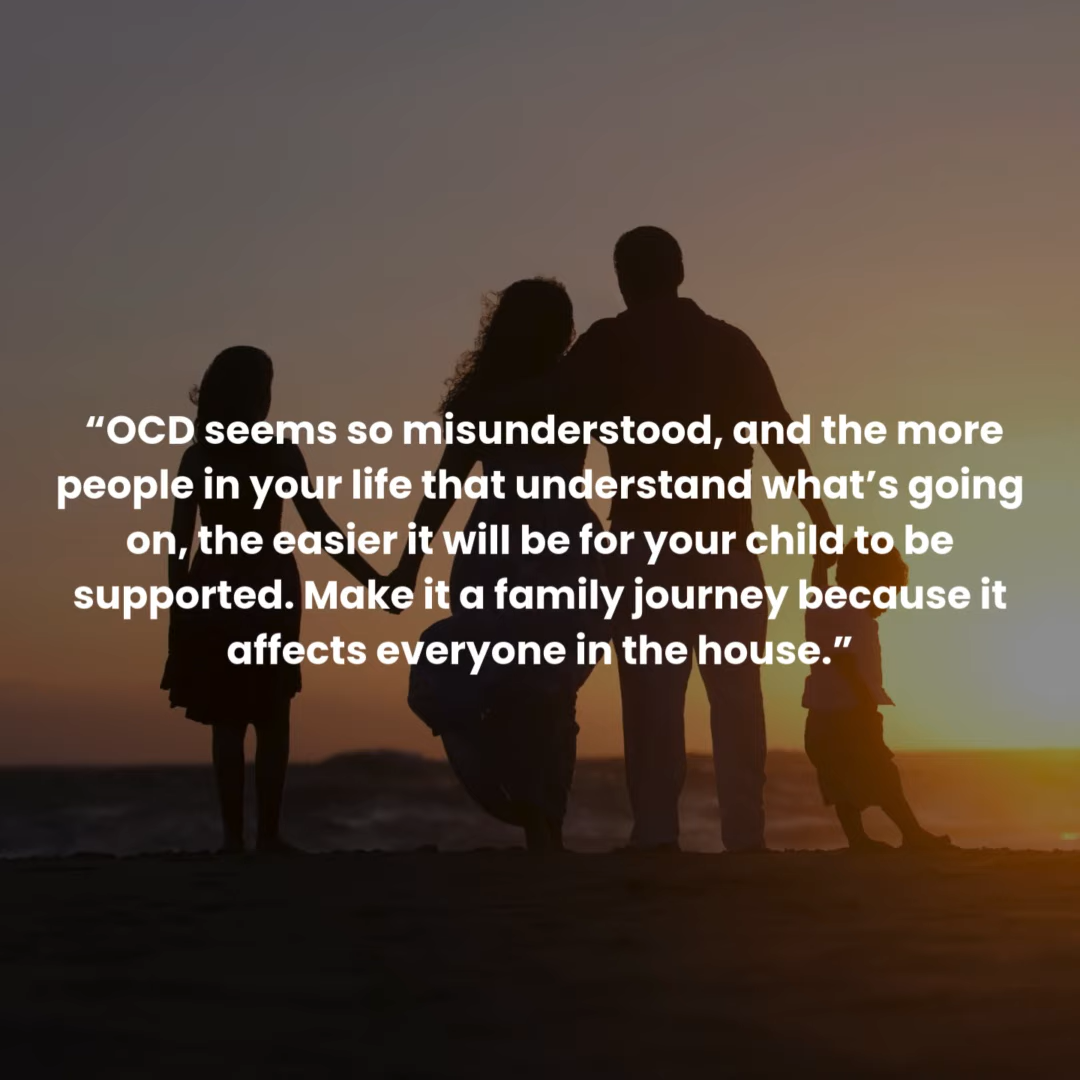 “OCD seems so misunderstood, and the more
people in your life that understand what’s going
on, the easier it will be for your child to be
supported. Make it a family journey because it
affects everyone in the house.”